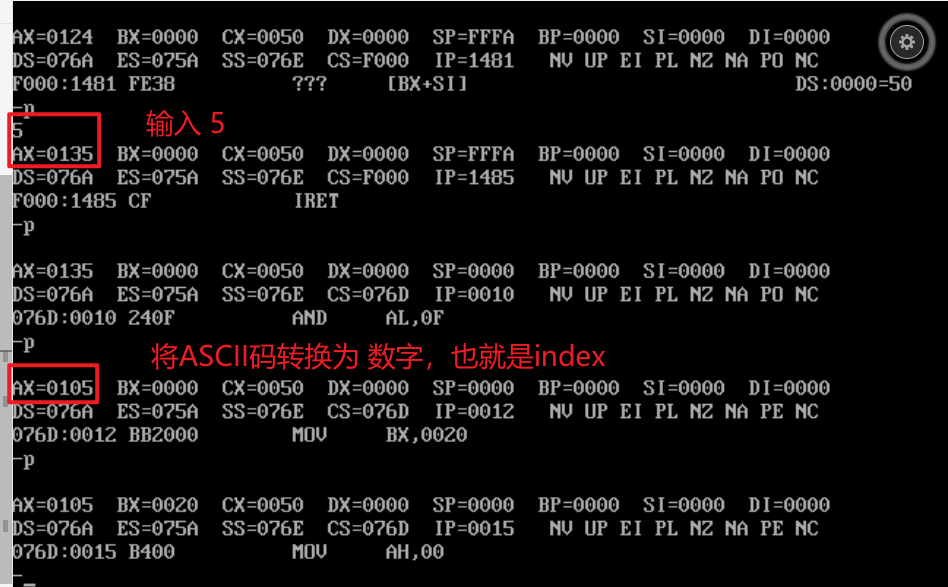 AX=0124 BX=0000 CX=0050 DX=0000 SP=FFFA BP=0000 SI=0000 DI=0000
DS=076A ES=075A SS=076E CS=F000 IP=1481 NV UP EI PL NZ NA PO NC
F000:1481 FE38 ??? [BX+SI] DS:0000=50
-p
5 输入 5
AX=0135 BX=0000 CX=0050 DX=0000 SP=FFFA BP=0000 SI=0000 DI=0000
DS=076A ES=075A SS=076E CS=F000 IP=1485 NV UP EI PL NZ NA PO NC
F000:1485 CF IRET
-p
AX=0135 BX=0000 CX=0050 DX=0000 SP=0000 BP=0000 SI=0000 DI=0000
DS=076A ES=075A SS=076E CS=076D IP=0010 NV UP EI PL NZ NA PO NC
076D:0010 240F AND AL,0F
-p 将ASCII码转换为 数字，也就是index
AX=0105 BX=0000 CX=0050 DX=0000 SP=0000 BP=0000 SI=0000 DI=0000
DS=076A ES=075A SS=076E CS=076D IP=0012 NV UP EI PL NZ NA PE NC
076D:0012 BB2000 MOV BX,0020
-p
AX=0105 BX=0020 CX=0050 DX=0000 SP=0000 BP=0000 SI=0000 DI=0000
DS=076A ES=075A SS=076E CS=076D IP=0015 NV UP EI PL NZ NA PE NC
076D:0015 B400 MOV AH,00
-